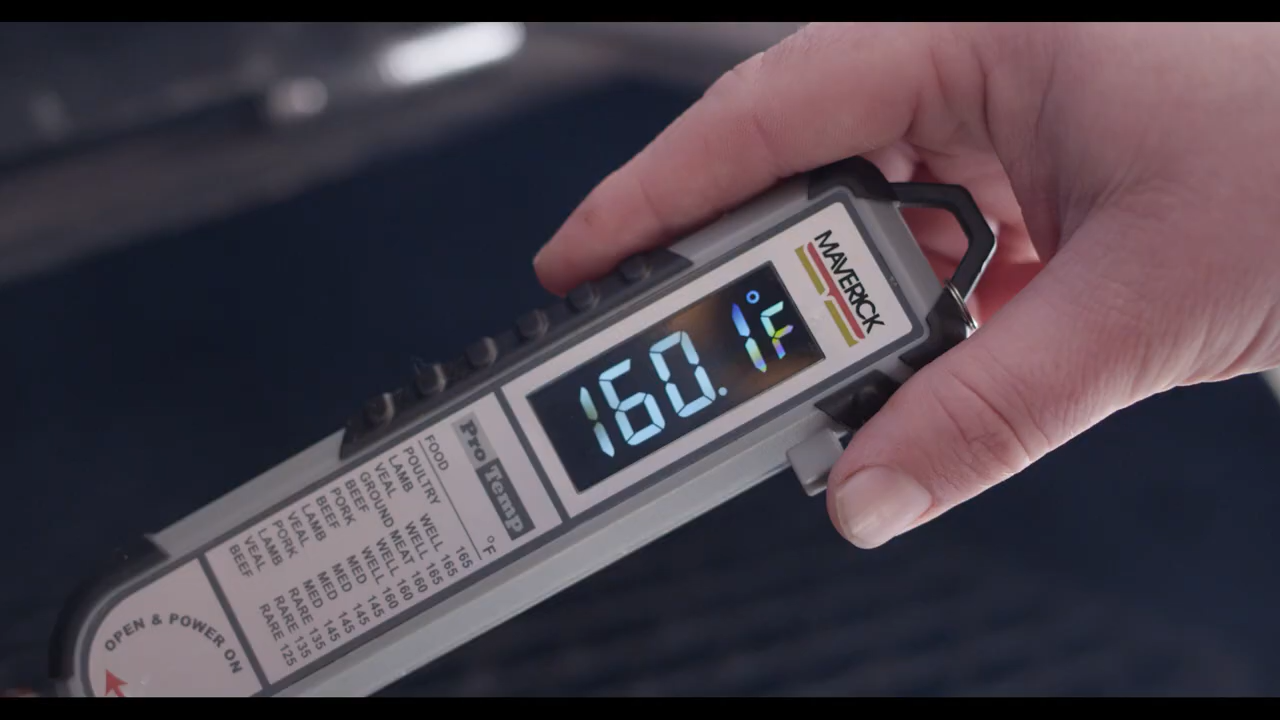 MAVERICK
160.1°F
Pro Temp
FOOD °F
POULTRY 165
LAMB WELL 165
VEAL WELL 165
GROUND MEAT 160
BEEF WELL 160
PORK WELL 160
BEEF MED 145
LAMB MED 145
VEAL MED 145
PORK MED 145
LAMB RARE 135
VEAL RARE 135
BEEF RARE 125
OPEN & POWER ON